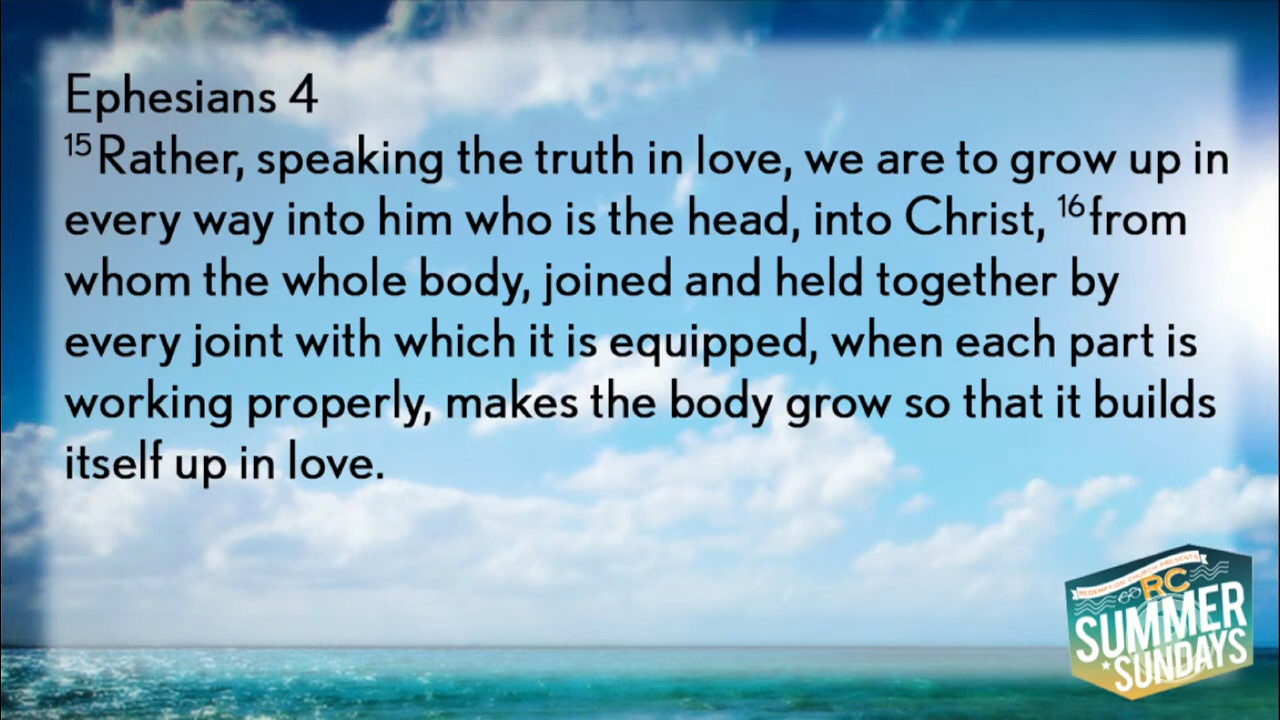 Ephesians 4
15 Rather, speaking the truth in love, we are to grow up in
every way into him who is the head, into Christ, 16 from
whom the whole body, joined and held together by
every joint with which it is equipped, when each part is
working properly, makes the body grow so that it builds
itself up in love.
REDEMPTION CHURCH PRESENTS
RC
SUMMER
SUNDAYS